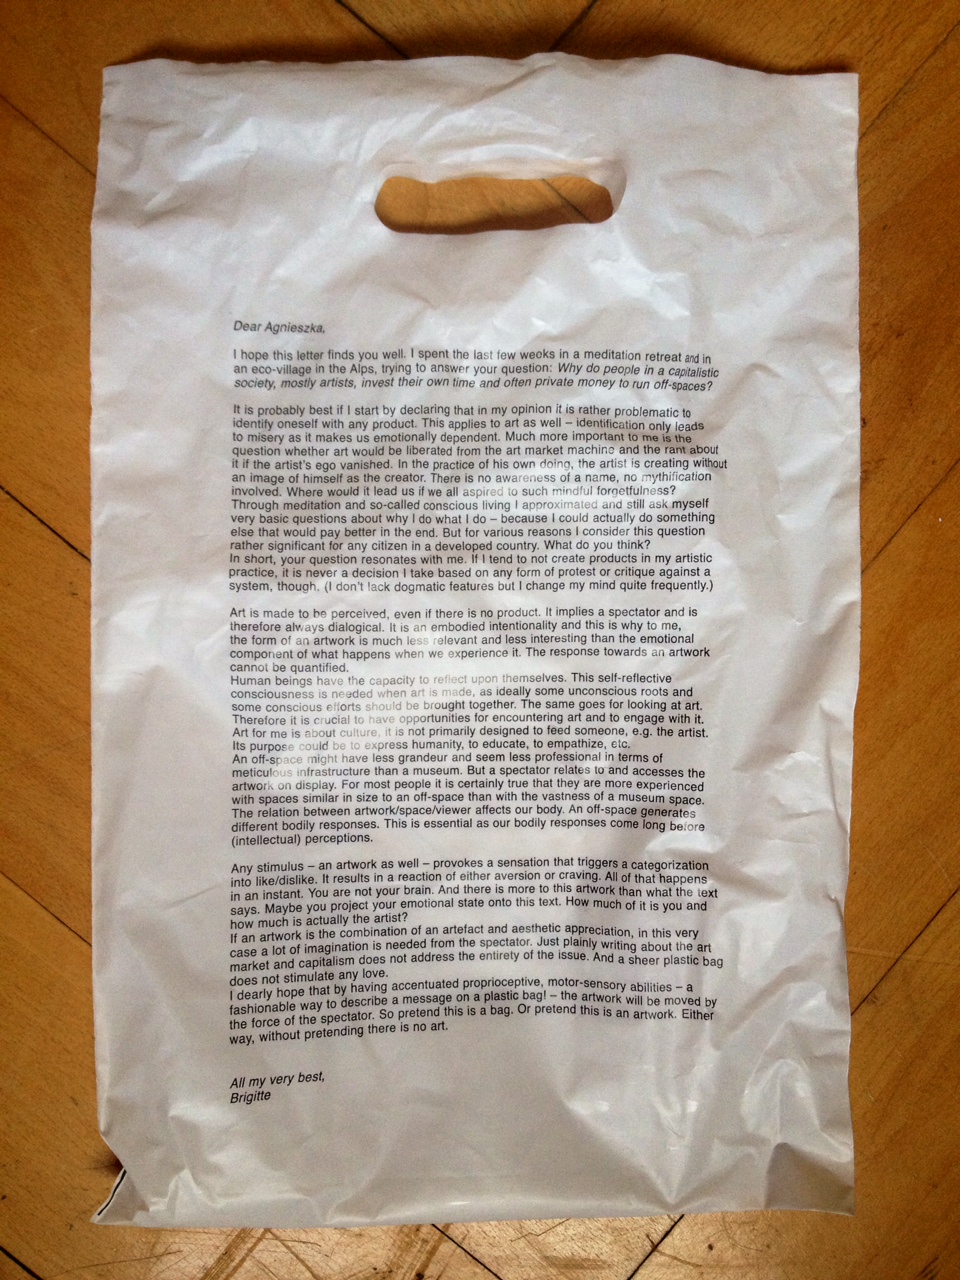 Dear Agnieszka,
I hope this letter finds you well. I spent the last few weeks in a meditation retreat and in
an eco-village in the Alps, trying to answer your question: Why do people in a capitalistic
society, mostly artists, invest their own time and often private money to run off-spaces?
It is probably best if I start by declaring that in my opinion it is rather problematic to
identify oneself with any product. This applies to art as well – identification only leads
to misery as it makes us emotionally dependent. Much more important to me is the
question whether art would be liberated from the art market machine and the rant about
it if the artist's ego vanished. In the practice of his own doing, the artist is creating without
an image of himself as the creator. There is no awareness of a name, no mythification
involved. Where would it lead us if we all aspired to such mindful forgetfulness?
Through meditation and so-called conscious living I approximated and still ask myself
very basic questions about why I do what I do – because I could actually do something
else that would pay better in the end. But for various reasons I consider this question
rather significant for any citizen in a developed country. What do you think?
In short, your question resonates with me. If I tend to not create products in my artistic
practice, it is never a decision I take based on any form of protest or critique against a
system, though. (I don't lack dogmatic features but I change my mind quite frequently.)
Art is made to be perceived, even if there is no product. It implies a spectator and is
therefore always dialogical. It is an embodied intentionality and this is why to me,
the form of an artwork is much less relevant and less interesting than the emotional
component of what happens when we experience it. The response towards an artwork
cannot be quantified.
Human beings have the capacity to reflect upon themselves. This self-reflective
consciousness is needed when art is made, as ideally some unconscious roots and
some conscious efforts should be brought together. The same goes for looking at art.
Therefore it is crucial to have opportunities for encountering art and to engage with it.
Art for me is about culture, it is not primarily designed to feed someone, e.g. the artist.
Its purpose could be to express humanity, to educate, to empathize, etc.
An off-space might have less grandeur and seem less professional in terms of
meticulous infrastructure than a museum. But a spectator relates to and accesses the
artwork on display. For most people it is certainly true that they are more experienced
with spaces similar in size to an off-space than with the vastness of a museum space.
The relation between artwork/space/viewer affects our body. An off-space generates
different bodily responses. This is essential as our bodily responses come long before
(intellectual) perceptions.
Any stimulus – an artwork as well – provokes a sensation that triggers a categorization
into like/dislike. It results in a reaction of either aversion or craving. All of that happens
in an instant. You are not your brain. And there is more to this artwork than what the text
says. Maybe you project your emotional state onto this text. How much of it is you and
how much is actually the artist?
If an artwork is the combination of an artefact and aesthetic appreciation, in this very
case a lot of imagination is needed from the spectator. Just plainly writing about the art
market and capitalism does not address the entirety of the issue. And a sheer plastic bag
does not stimulate any love.
I dearly hope that by having accentuated proprioceptive, motor-sensory abilities – a
fashionable way to describe a message on a plastic bag! – the artwork will be moved by
the force of the spectator. So pretend this is a bag. Or pretend this is an artwork. Either
way, without pretending there is no art.
All my very best,
Brigitte